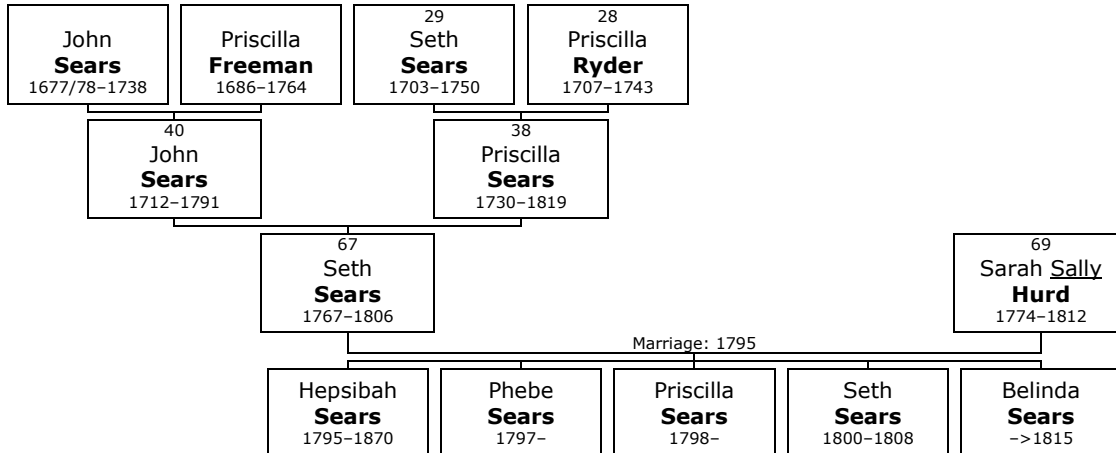 John
Sears
1677/78–1738
Priscilla
Freeman
1686–1764
29
Seth
Sears
1703–1750
28
Priscilla
Ryder
1707–1743
40
John
Sears
1712–1791
38
Priscilla
Sears
1730–1819
67
Seth
Sears
1767–1806
69
Sarah Sally
Hurd
1774–1812
Marriage: 1795
Hepsibah
Sears
1795–1870
Phebe
Sears
1797–
Priscilla
Sears
1798–
Seth
Sears
1800–1808
Belinda
Sears
–>1815